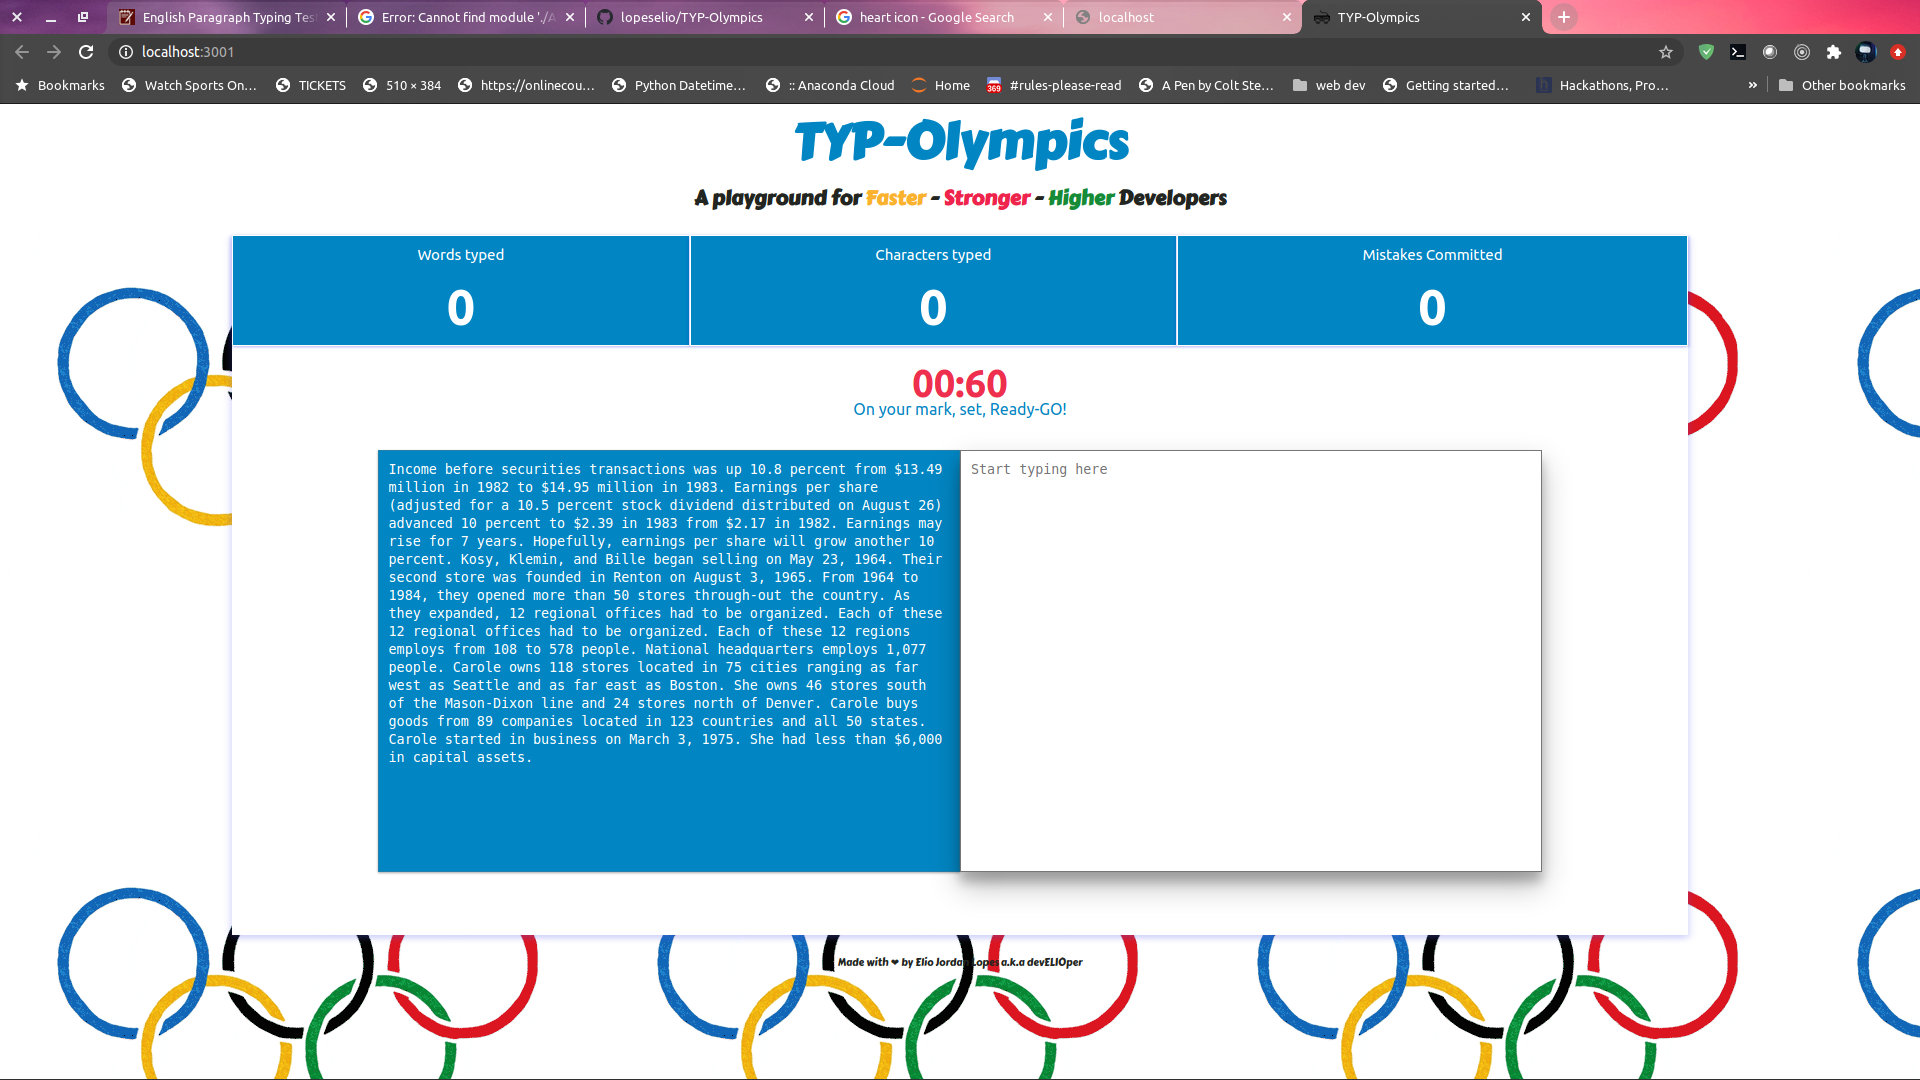 English Paragraph Typing Tes
Error: Cannot find module './A
lopeselio/TYP-Olympics
heart icon - Google Search
localhost
TYP-Olympics
localhost:3001
Bookmarks
Watch Sports On…
TICKETS
510 × 384
https://onlinecou…
Python Datetime…
:: Anaconda Cloud
Home
369
#rules-please-read
A Pen by Colt Ste…
web dev
Getting started…
h
Hackathons, Pro…
»
Other bookmarks
TYP-Olympics
A playground for Faster - Stronger - Higher Developers
Words typed
0
Characters typed
0
Mistakes Committed
0
00:60
On your mark, set, Ready-GO!
Income before securities transactions was up 10.8 percent from $13.49
million in 1982 to $14.95 million in 1983. Earnings per share
(adjusted for a 10.5 percent stock dividend distributed on August 26)
advanced 10 percent to $2.39 in 1983 from $2.17 in 1982. Earnings may
rise for 7 years. Hopefully, earnings per share will grow another 10
percent. Kosy, Klemin, and Bille began selling on May 23, 1964. Their
second store was founded in Renton on August 3, 1965. From 1964 to
1984, they opened more than 50 stores through-out the country. As
they expanded, 12 regional offices had to be organized. Each of these
12 regional offices had to be organized. Each of these 12 regions
employs from 108 to 578 people. National headquarters employs 1,077
people. Carole owns 118 stores located in 75 cities ranging as far
west as Seattle and as far east as Boston. She owns 46 stores south
of the Mason-Dixon line and 24 stores north of Denver. Carole buys
goods from 89 companies located in 123 countries and all 50 states.
Carole started in business on March 3, 1975. She had less than $6,000
in capital assets.
Start typing here
Made with ❤ by Elio Jordan Lopes a.k.a devELIOper